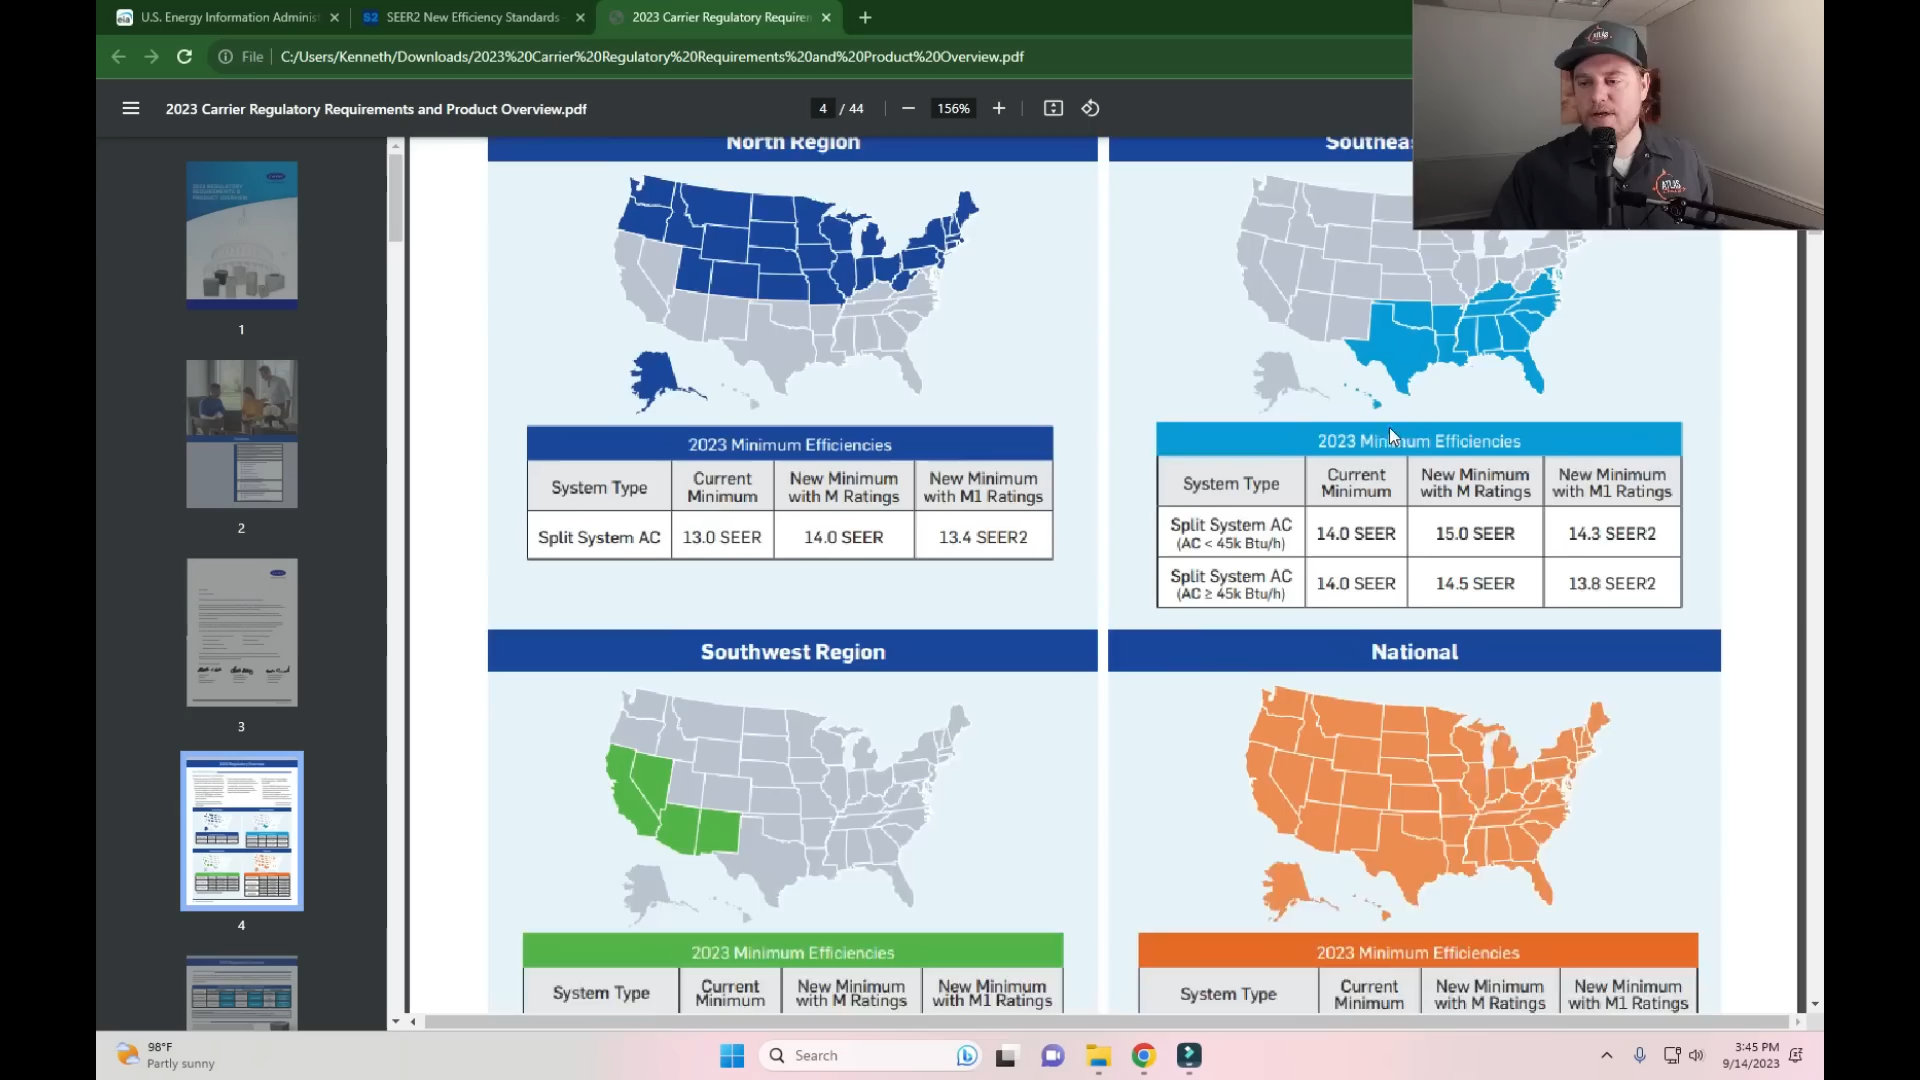 U.S. Energy Information Adminis
SEER2 New Efficiency Standards
2023 Carrier Regulatory Require
File
C:/Users/Kenneth/Downloads/2023%20Carrier%20Regulatory%20Requirements%20and%20Product%20Overview.pdf
2023 Carrier Regulatory Requirements and Product Overview.pdf
4 / 44
156%
1
2
3
4
North Region
2023 Minimum Efficiencies
System Type
Current Minimum
New Minimum with M Ratings
New Minimum with M1 Ratings
Split System AC
13.0 SEER
14.0 SEER
13.4 SEER2
Southeas
2023 Minimum Efficiencies
System Type
Current Minimum
New Minimum with M Ratings
New Minimum with M1 Ratings
Split System AC
(AC < 45k Btu/h)
14.0 SEER
15.0 SEER
14.3 SEER2
Split System AC
(AC ≥ 45k Btu/h)
14.0 SEER
14.5 SEER
13.8 SEER2
Southwest Region
2023 Minimum Efficiencies
System Type
Current Minimum
New Minimum with M Ratings
New Minimum with M1 Ratings
National
2023 Minimum Efficiencies
System Type
Current Minimum
New Minimum with M Ratings
New Minimum with M1 Ratings
ATLAS
ATLAS
98°F
Partly sunny
Search
3:45 PM
9/14/2023